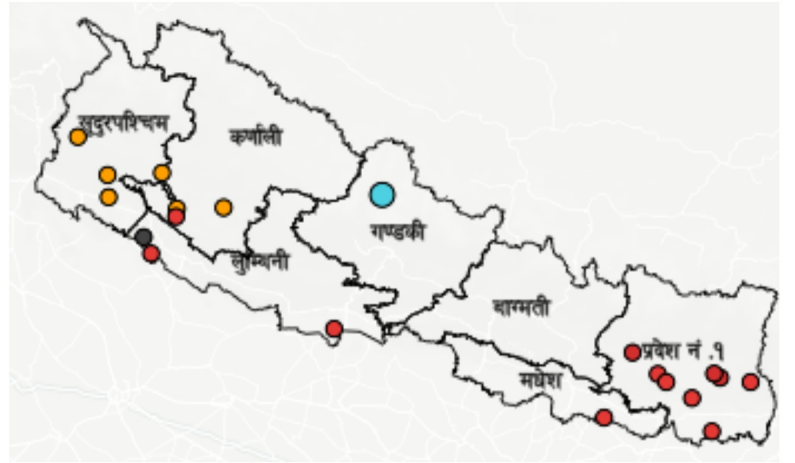 सुदुरपश्चिम
कर्णाली
गण्डकी
लुम्बिनी
बाग्मती
प्रदेश नं .१
मधेश